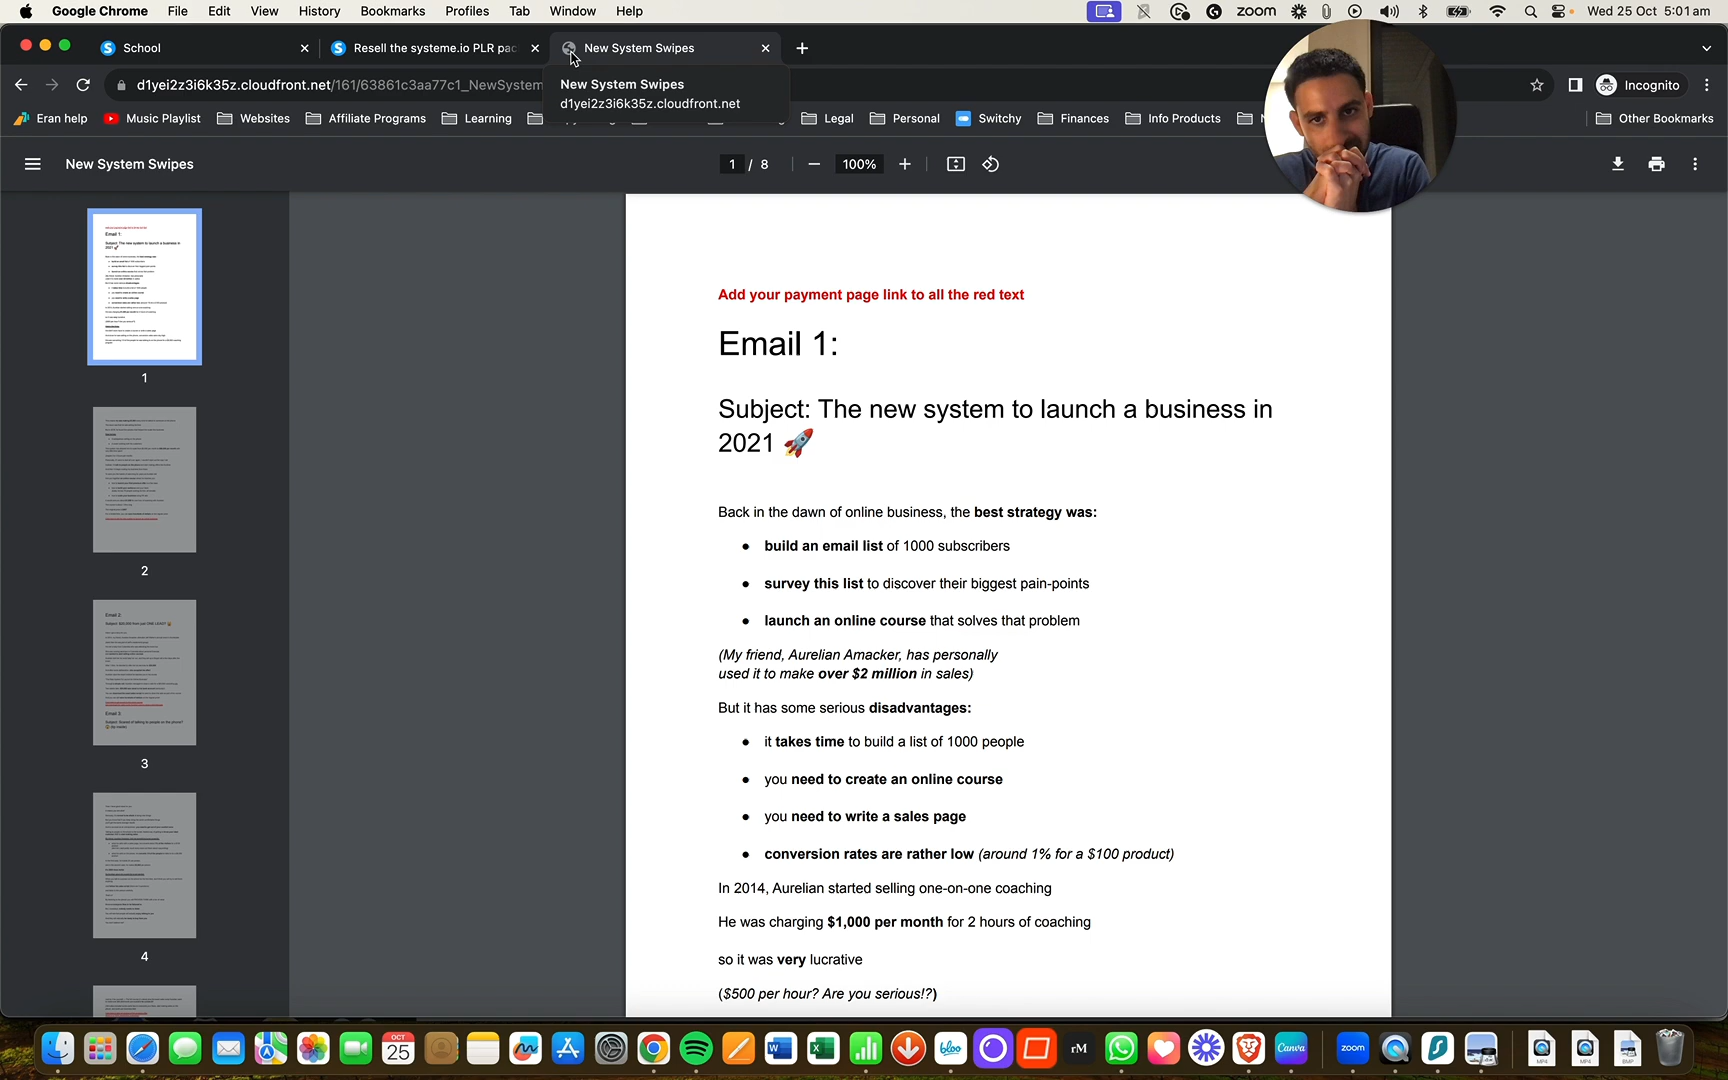 Google Chrome File Edit View History Bookmarks Profiles Tab Window Help zoom Wed 25 Oct 5:01 am
School Resell the systeme.io PLR pac New System Swipes
d1yei2z3i6k35z.cloudfront.net/161/63861c3aa77c1_NewSystem Incognito
New System Swipes
d1yei2z3i6k35z.cloudfront.net
Eran help Music Playlist Websites Affiliate Programs Learning Legal Personal Switchy Finances Info Products Other Bookmarks
New System Swipes 1 / 8 100%
Add your payment page link to all the red text
Email 1:
Subject: The new system to launch a business in
2021 🚀
Back in the dawn of online business, the best strategy was:
● build an email list of 1000 subscribers
● survey this list to discover their biggest pain-points
● launch an online course that solves that problem
(My friend, Aurelian Amacker, has personally
used it to make over $2 million in sales)
But it has some serious disadvantages:
● it takes time to build a list of 1000 people
● you need to create an online course
● you need to write a sales page
● conversion rates are rather low (around 1% for a $100 product)
In 2014, Aurelian started selling one-on-one coaching
He was charging $1,000 per month for 2 hours of coaching
so it was very lucrative
($500 per hour? Are you serious!?)
1
2
3
4
OCT
25
bloo
rM
Canva
zoom
MP4
MP4
BMP